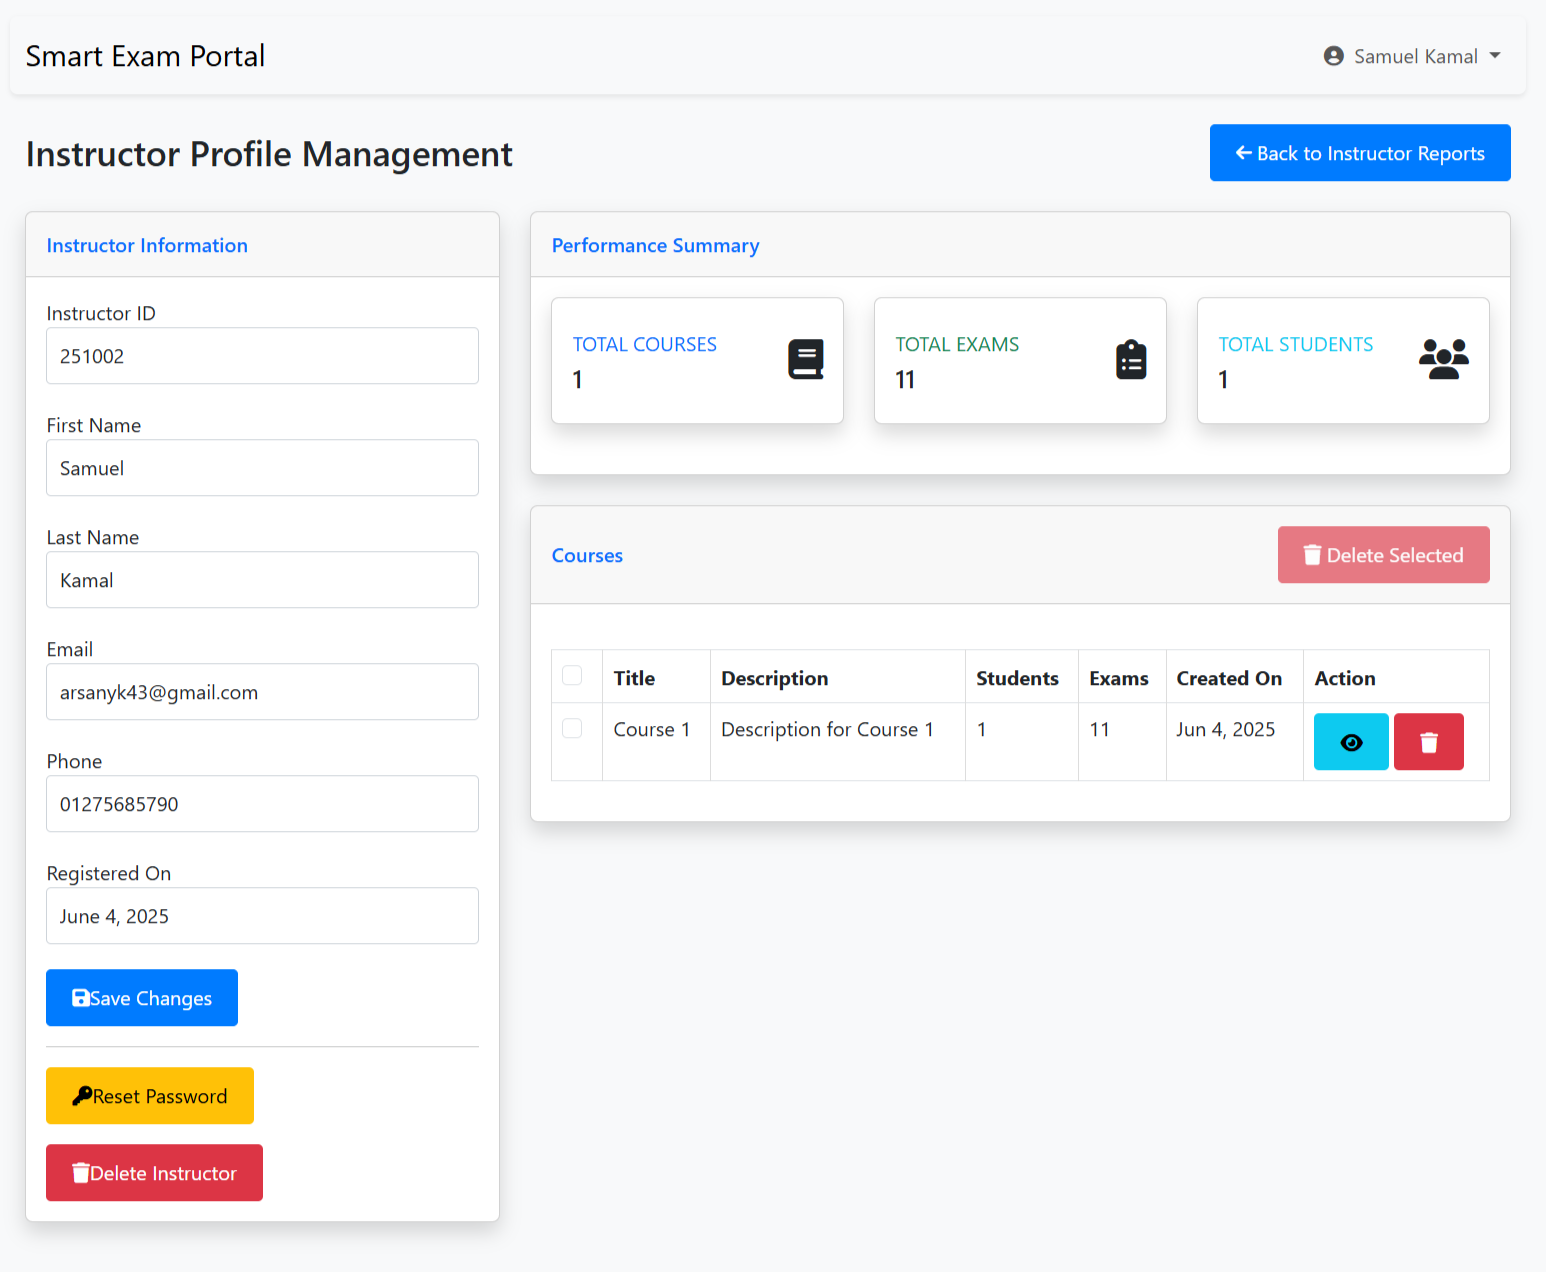 Smart Exam Portal
Samuel Kamal
Instructor Profile Management
Back to Instructor Reports
Instructor Information
Instructor ID
251002
First Name
Samuel
Last Name
Kamal
Email
arsanyk43@gmail.com
Phone
01275685790
Registered On
June 4, 2025
Save Changes
Reset Password
Delete Instructor
Performance Summary
TOTAL COURSES
1
TOTAL EXAMS
11
TOTAL STUDENTS
1
Courses
Delete Selected
Title Description Students Exams Created On Action
Course 1 Description for Course 1 1 11 Jun 4, 2025